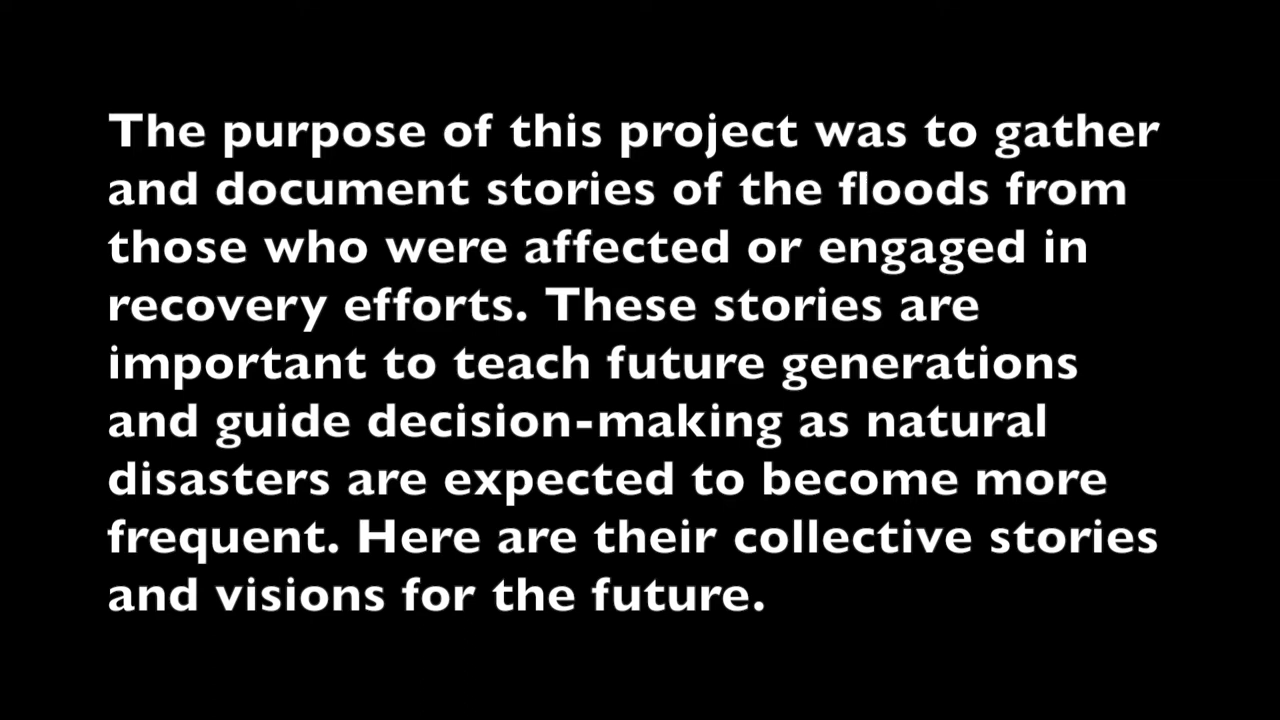 The purpose of this project was to gather
and document stories of the floods from
those who were affected or engaged in
recovery efforts. These stories are
important to teach future generations
and guide decision-making as natural
disasters are expected to become more
frequent. Here are their collective stories
and visions for the future.